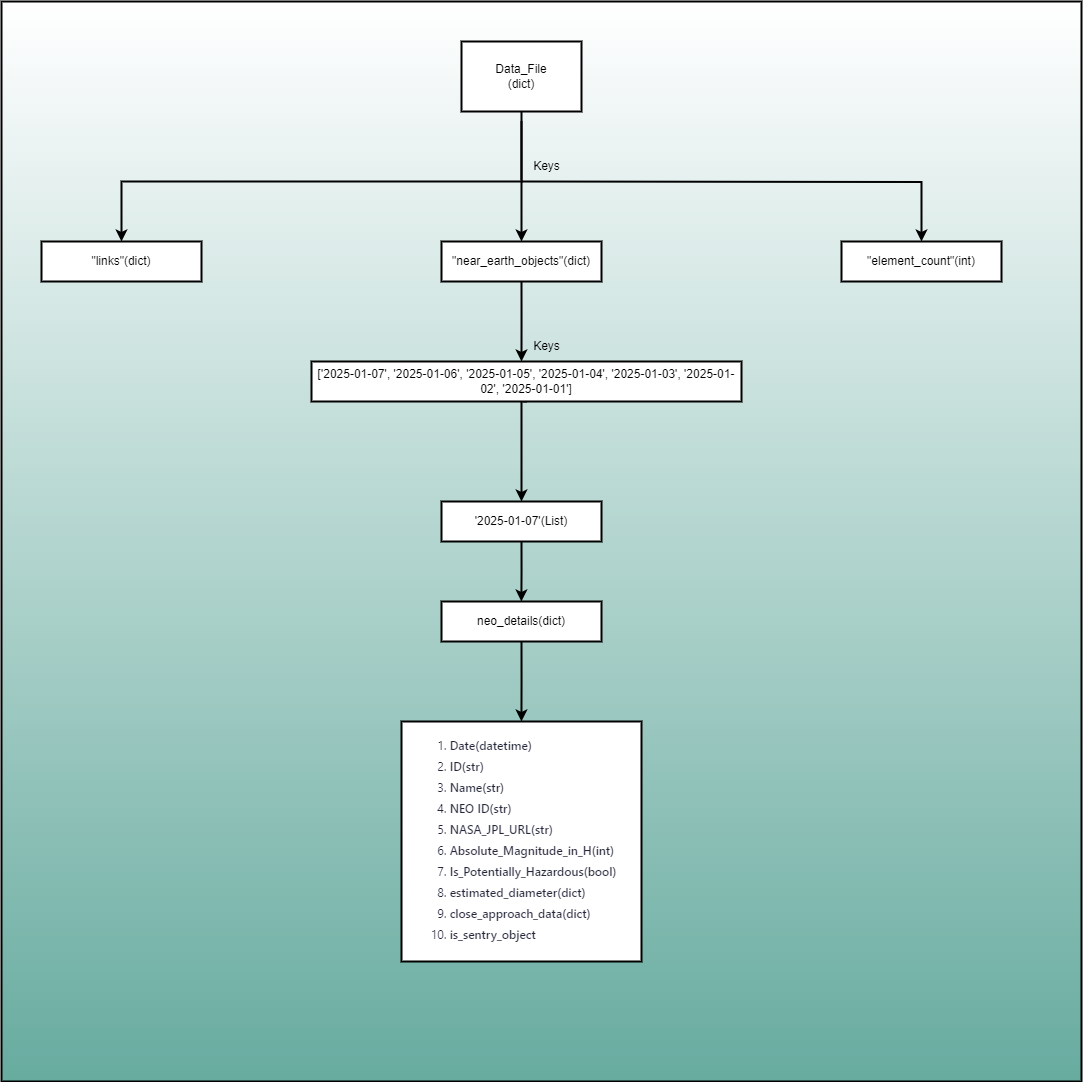 Data_File
(dict)
Keys
"links"(dict)
"near_earth_objects"(dict)
"element_count"(int)
Keys
['2025-01-07', '2025-01-06', '2025-01-05', '2025-01-04', '2025-01-03', '2025-01-
02', '2025-01-01']
'2025-01-07'(List)
neo_details(dict)
1. Date(datetime)
2. ID(str)
3. Name(str)
4. NEO ID(str)
5. NASA_JPL_URL(str)
6. Absolute_Magnitude_in_H(int)
7. Is_Potentially_Hazardous(bool)
8. estimated_diameter(dict)
9. close_approach_data(dict)
10. is_sentry_object